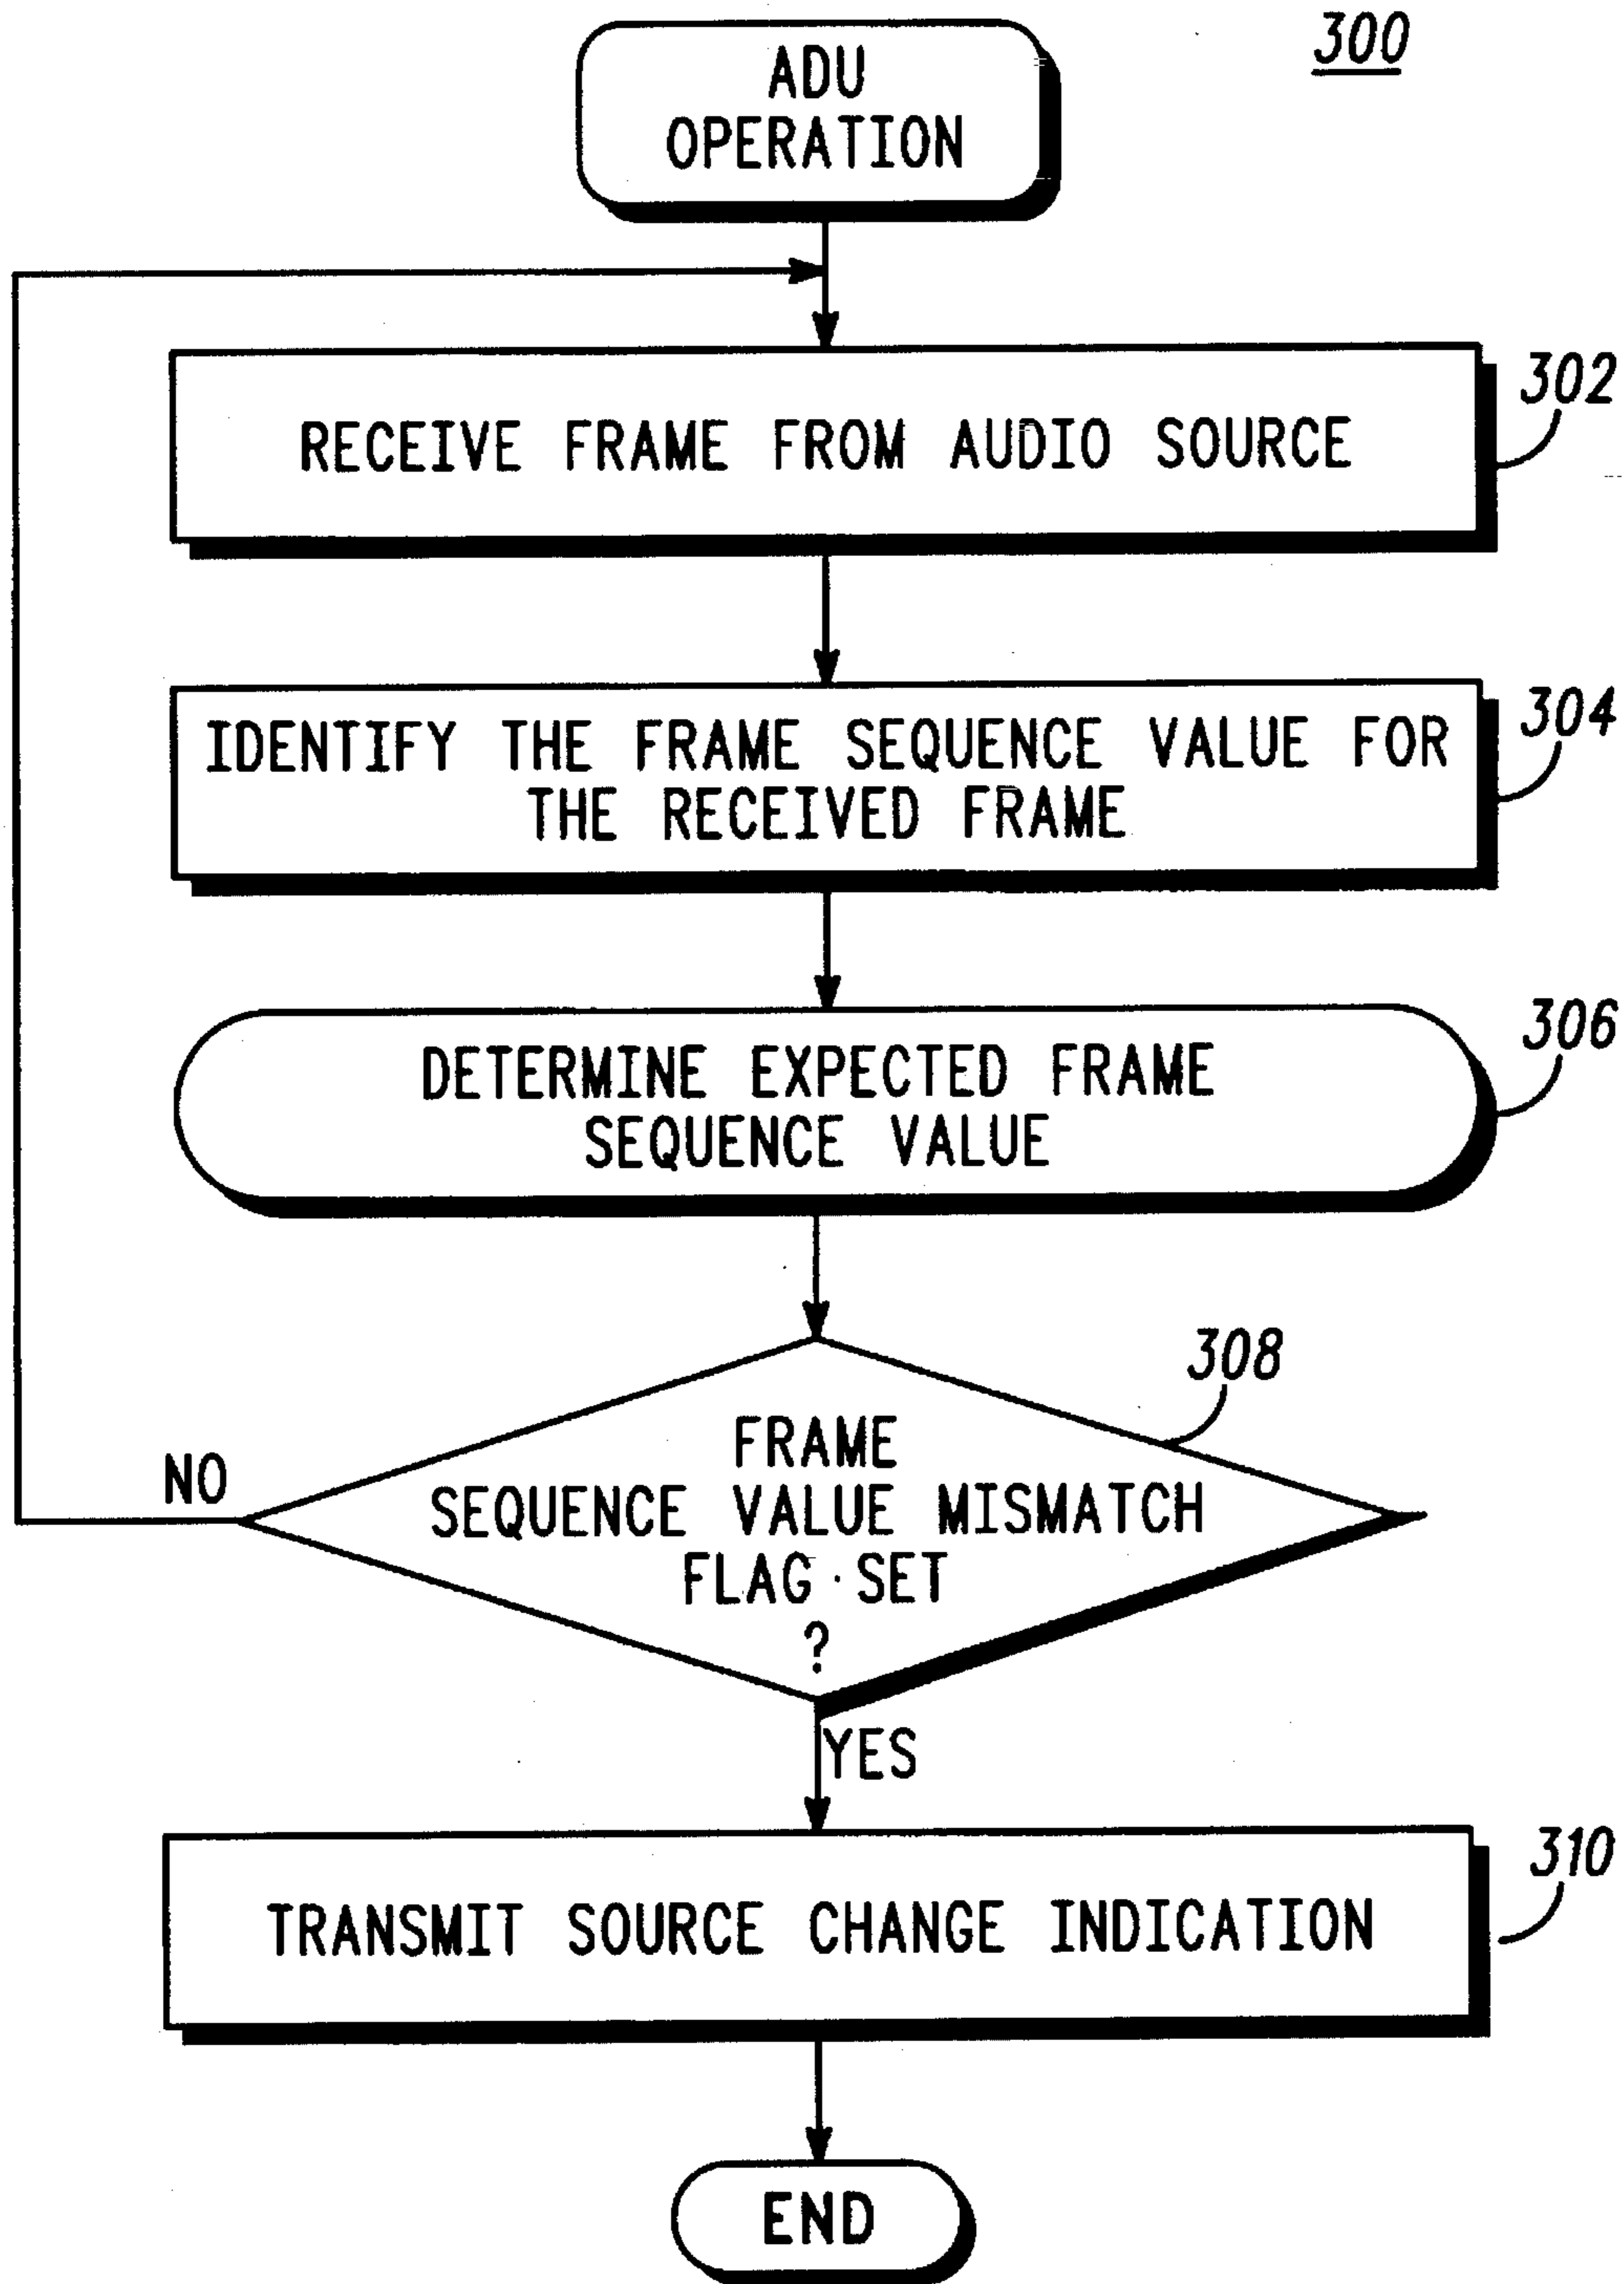 300
ADU
OPERATION
302
RECEIVE FRAME FROM AUDIO SOURCE
304
IDENTIFY THE FRAME SEQUENCE VALUE FOR
THE RECEIVED FRAME
306
DETERMINE EXPECTED FRAME
SEQUENCE VALUE
308
FRAME
SEQUENCE VALUE MISMATCH
FLAG SET
?
NO
YES
310
TRANSMIT SOURCE CHANGE INDICATION
END